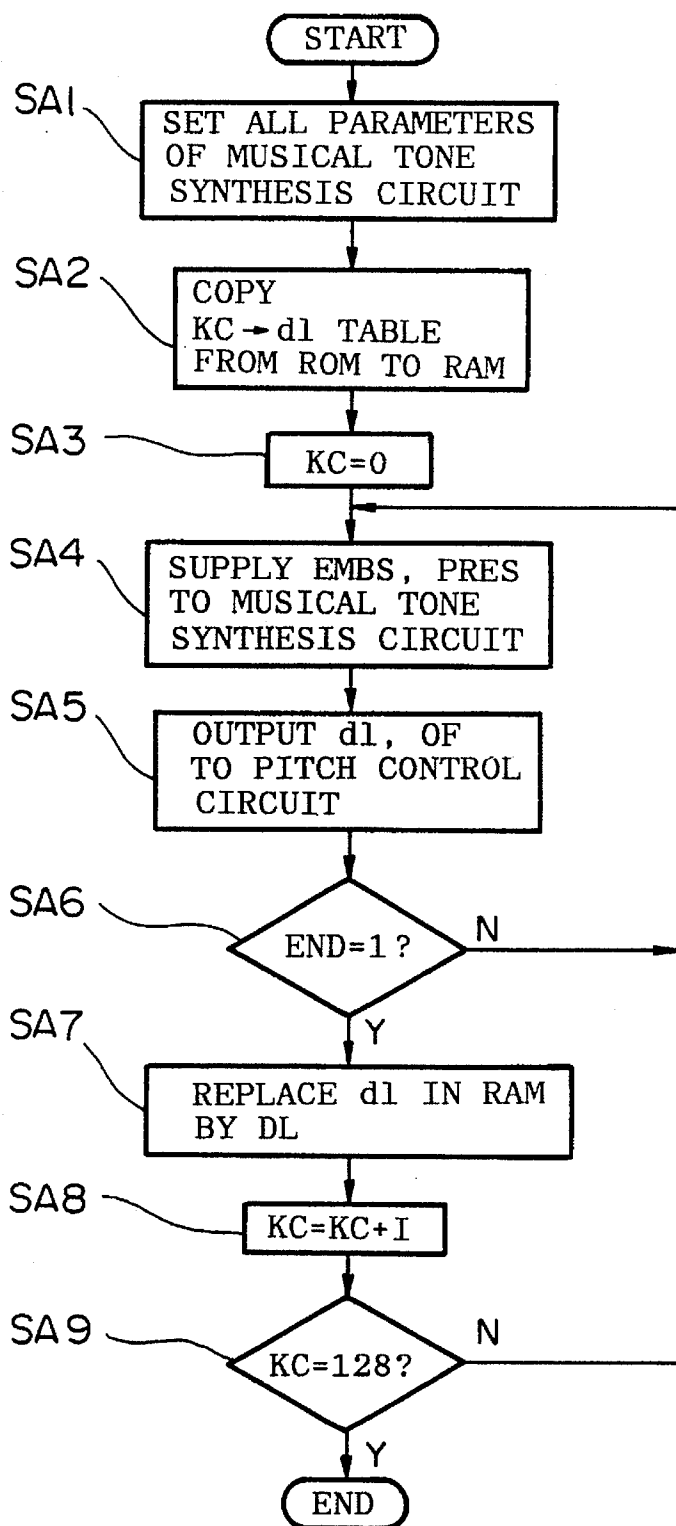 START
SA1
SET ALL PARAMETERS
OF MUSICAL TONE
SYNTHESIS CIRCUIT
SA2
COPY
KC→dl TABLE
FROM ROM TO RAM
SA3
KC=0
SA4
SUPPLY EMBS, PRES
TO MUSICAL TONE
SYNTHESIS CIRCUIT
SA5
OUTPUT dl, OF
TO PITCH CONTROL
CIRCUIT
SA6
END=1?
N
Y
SA7
REPLACE dl IN RAM
BY DL
SA8
KC=KC+I
SA9
KC=128?
N
Y
END